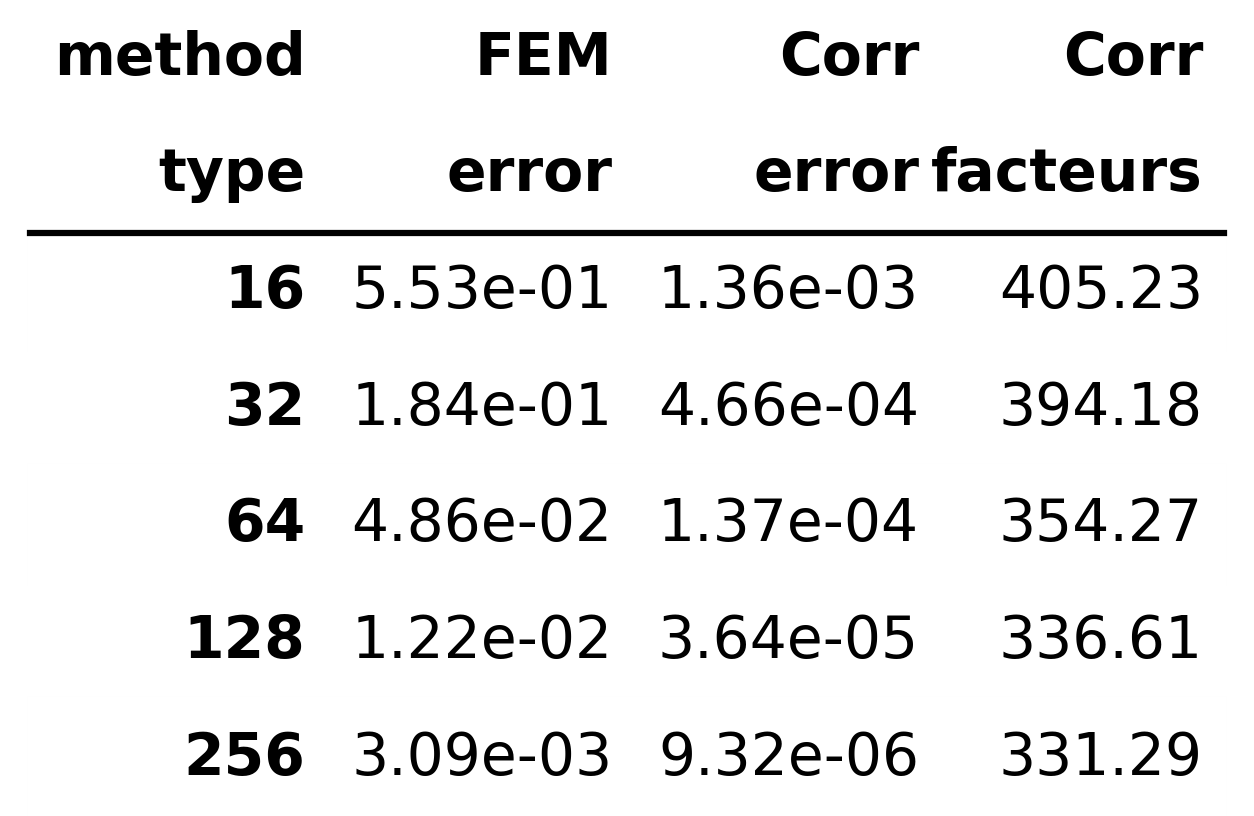 method FEM Corr Corr
type error error facteurs
16 5.53e-01 1.36e-03 405.23
32 1.84e-01 4.66e-04 394.18
64 4.86e-02 1.37e-04 354.27
128 1.22e-02 3.64e-05 336.61
256 3.09e-03 9.32e-06 331.29